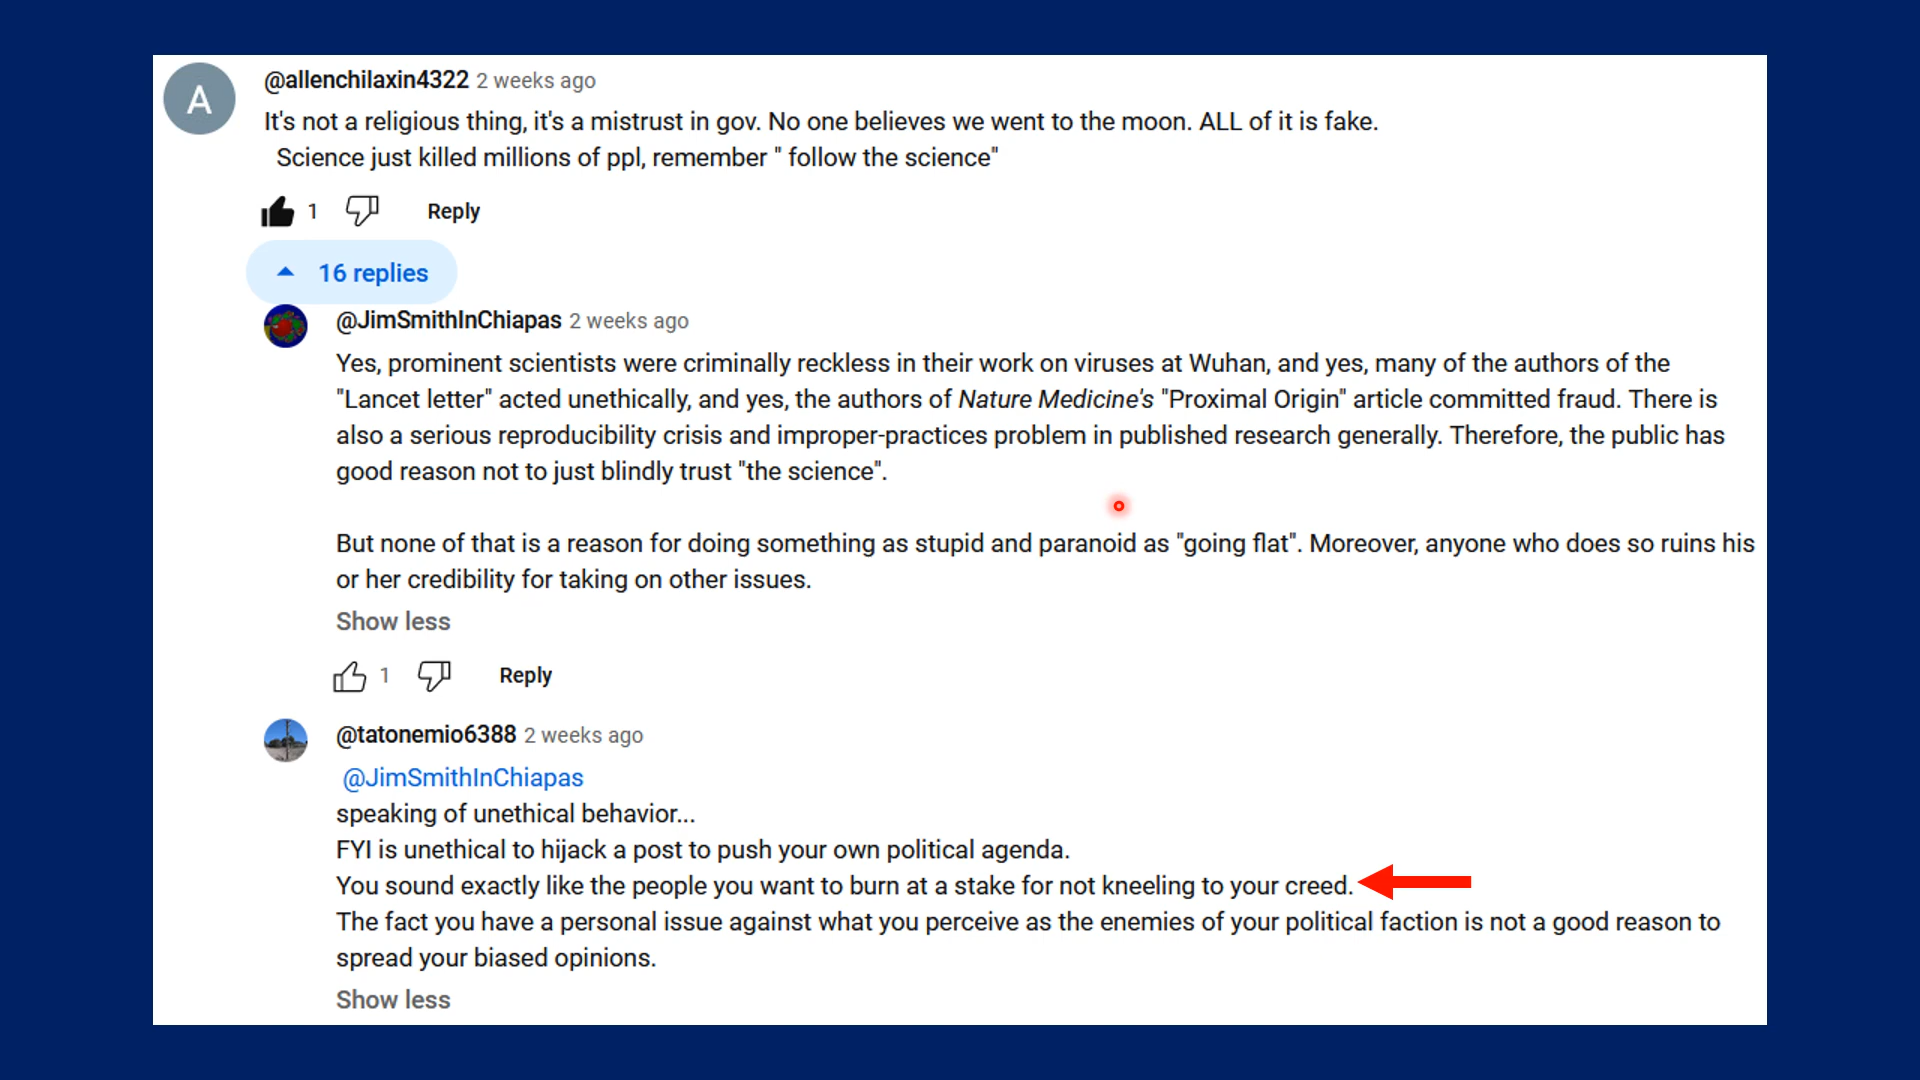 A
@allenchilaxin4322 2 weeks ago
It's not a religious thing, it's a mistrust in gov. No one believes we went to the moon. ALL of it is fake.
Science just killed millions of ppl, remember " follow the science"
1 Reply
16 replies
@JimSmithInChiapas 2 weeks ago
Yes, prominent scientists were criminally reckless in their work on viruses at Wuhan, and yes, many of the authors of the
"Lancet letter" acted unethically, and yes, the authors of Nature Medicine's "Proximal Origin" article committed fraud. There is
also a serious reproducibility crisis and improper-practices problem in published research generally. Therefore, the public has
good reason not to just blindly trust "the science".
But none of that is a reason for doing something as stupid and paranoid as "going flat". Moreover, anyone who does so ruins his
or her credibility for taking on other issues.
Show less
1 Reply
@tatonemio6388 2 weeks ago
@JimSmithInChiapas
speaking of unethical behavior...
FYI is unethical to hijack a post to push your own political agenda.
You sound exactly like the people you want to burn at a stake for not kneeling to your creed.
The fact you have a personal issue against what you perceive as the enemies of your political faction is not a good reason to
spread your biased opinions.
Show less